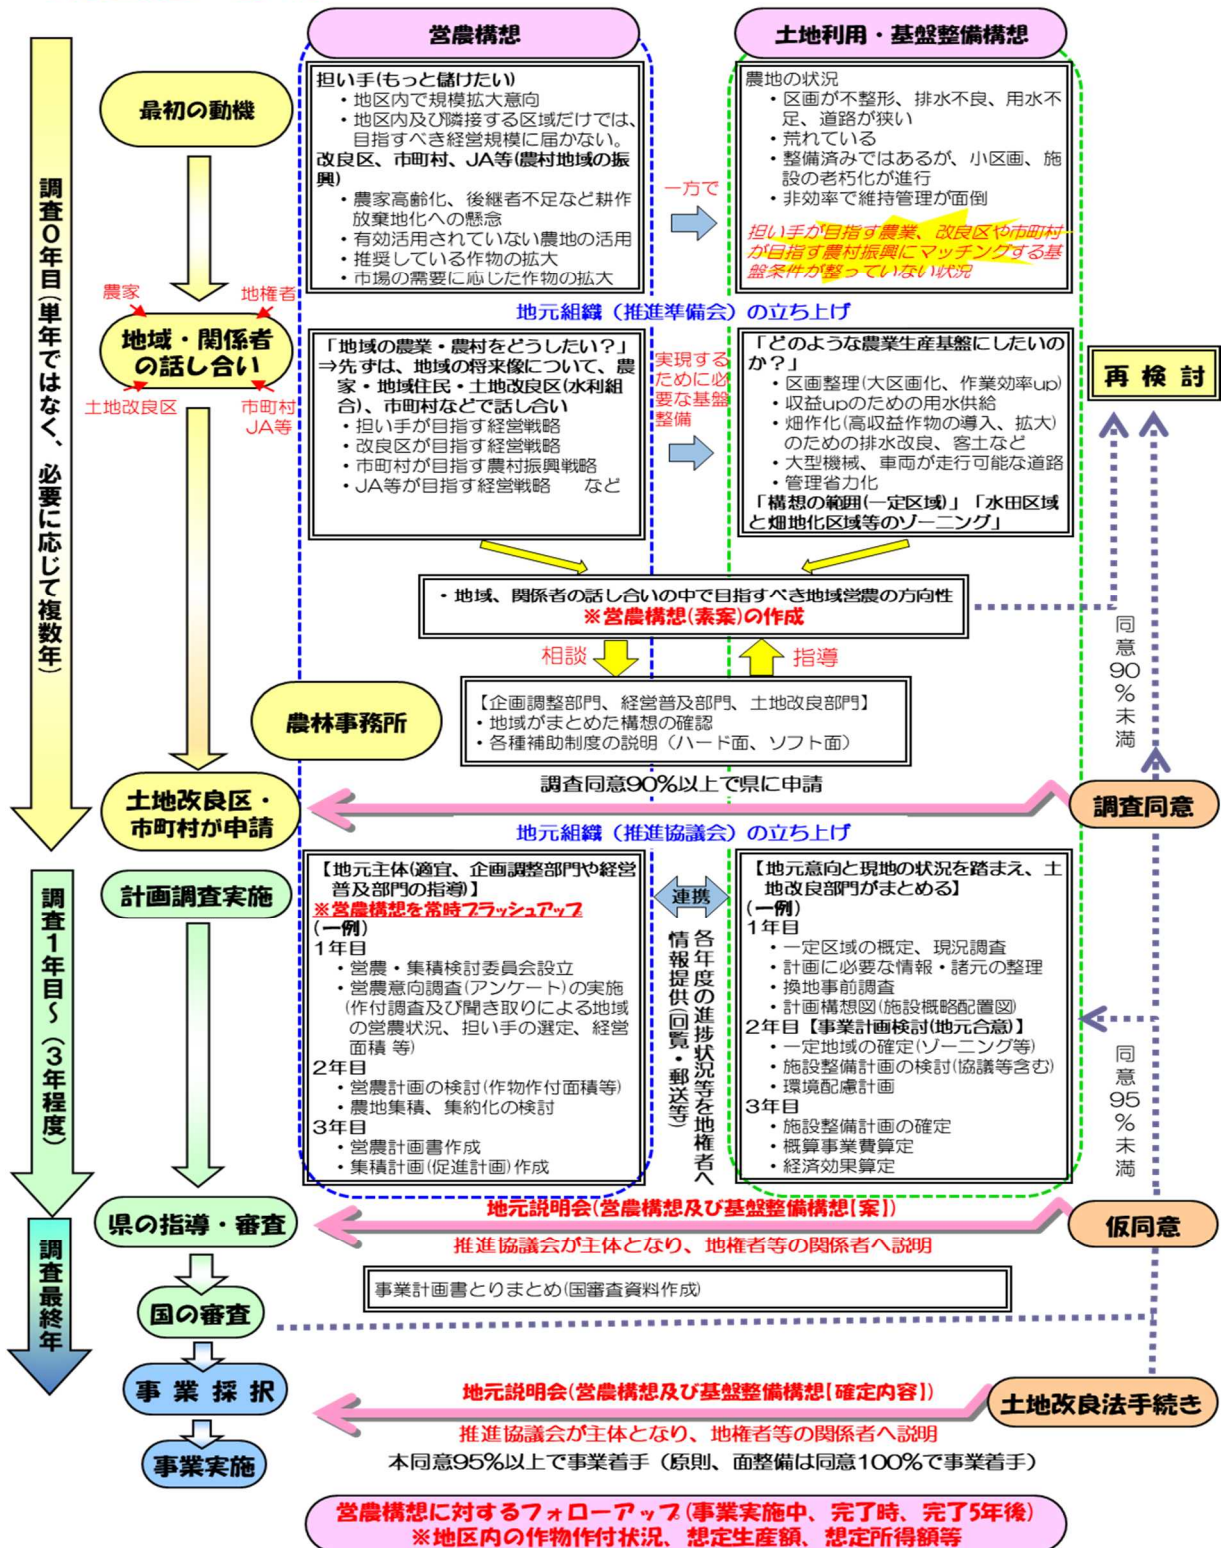 営農構想
土地利用・基盤整備構想
調査０年目(単年ではなく、必要に応じて複数年)
最初の動機
担い手(もっと儲けたい)
・地区内で規模拡大意向
・地区内及び隣接する区域だけでは、
目指すべき経営規模に届かない。
改良区、市町村、JA等(農村地域の振
興)
・農家高齢化、後継者不足など耕作
放棄地化への懸念
・有効活用されていない農地の活用
・推奨している作物の拡大
・市場の需要に応じた作物の拡大
一方で
農地の状況
・区画が不整形、排水不良、用水不
足、道路が狭い
・荒れている
・整備済みではあるが、小区画、施
設の老朽化が進行
・非効率で維持管理が面倒
担い手が目指す農業、改良区や市町村
が目指す農村振興にマッチングする基
盤条件が整っていない状況
地元組織（推進準備会）の立ち上げ
農家
地権者
地域・関係者
の話し合い
土地改良区
市町村
JA等
「地域の農業・農村をどうしたい？」
⇒先ずは、地域の将来像について、農
家・地域住民・土地改良区(水利組
合)、市町村などで話し合い
・担い手が目指す経営戦略
・改良区が目指す経営戦略
・市町村が目指す農村振興戦略
・JA等が目指す経営戦略　　など
実現する
ために必
要な基盤
整備
「どのような農業生産基盤にしたいの
か？」
・区画整理(大区画化、作業効率up)
・収益upのための用水供給
・畑作化(高収益作物の導入、拡大)
のための排水改良、客土など
・大型機械、車両が走行可能な道路
・管理省力化
「構想の範囲(一定区域)」「水田区域
と畑地化区域等のゾーニング」
再検討
・地域、関係者の話し合いの中で目指すべき地域営農の方向性
※営農構想(素案)の作成
相談
指導
同意90％未満
農林事務所
【企画調整部門、経営普及部門、土地改良部門】
・地域がまとめた構想の確認
・各種補助制度の説明（ハード面、ソフト面）
調査同意90％以上で県に申請
土地改良区・
市町村が申請
調査同意
地元組織（推進協議会）の立ち上げ
調査１年目～（３年程度）
計画調査実施
【地元主体(適宜、企画調整部門や経営
普及部門の指導)】
※営農構想を常時ブラッシュアップ
(一例)
1年目
・営農・集積検討委員会設立
・営農意向調査(アンケート)の実施
(作付調査及び聞き取りによる地域
の営農状況、担い手の選定、経営
面積 等)
2年目
・営農計画の検討(作物作付面積等)
・農地集積、集約化の検討
3年目
・営農計画書作成
・集積計画(促進計画)作成
連携
各年度の進捗状況等を地権者へ
情報提供(回覧・郵送等)
【地元意向と現地の状況を踏まえ、土
地改良部門がまとめる】
(一例)
1年目
・一定区域の概定、現況調査
・計画に必要な情報・諸元の整理
・換地事前調査
・計画構想図(施設概略配置図)
2年目【事業計画検討(地元合意)】
・一定地域の確定(ゾーニング等)
・施設整備計画の検討(協議等含む)
・環境配慮計画
3年目
・施設整備計画の確定
・概算事業費算定
・経済効果算定
同意95％未満
調査最終年
県の指導・審査
地元説明会(営農構想及び基盤整備構想【案】)
推進協議会が主体となり、地権者等の関係者へ説明
仮同意
事業計画書とりまとめ(国審査資料作成)
国の審査
事業採択
地元説明会(営農構想及び基盤整備構想【確定内容】)
推進協議会が主体となり、地権者等の関係者へ説明
土地改良法手続き
事業実施
本同意95％以上で事業着手（原則、面整備は同意100％で事業着手）
営農構想に対するフォローアップ(事業実施中、完了時、完了5年後)
※地区内の作物作付状況、想定生産額、想定所得額等